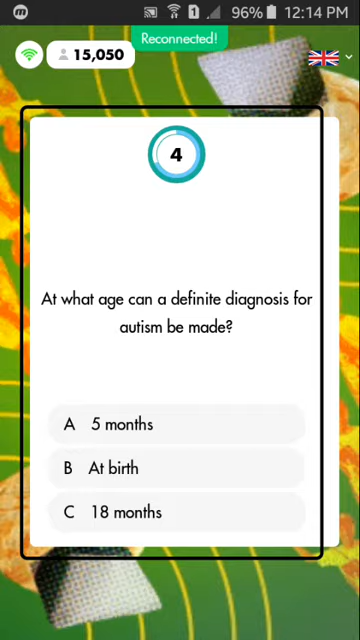 96% 12:14 PM
Reconnected!
15,050
4
At what age can a definite diagnosis for
autism be made?
A 5 months
B At birth
C 18 months